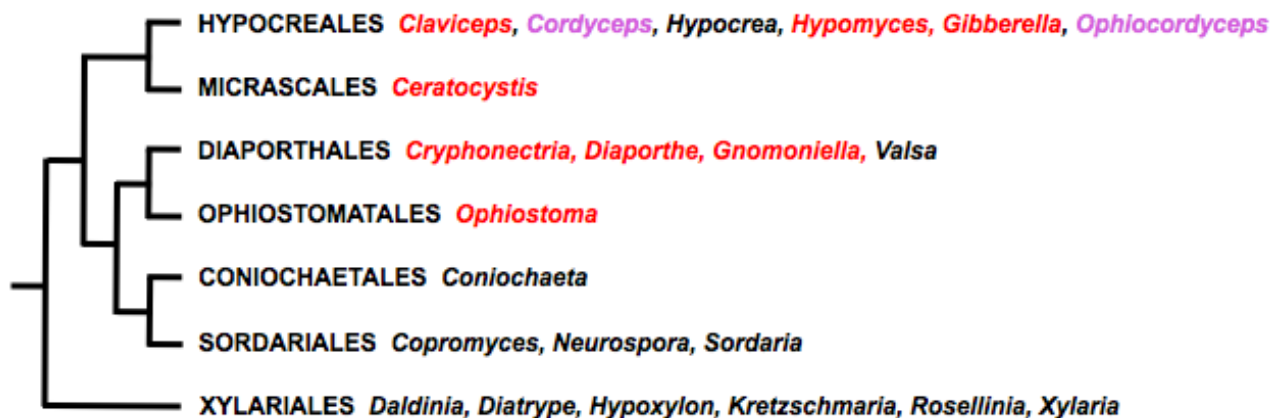 HYPOCREALES Claviceps, Cordyceps, Hypocrea, Hypomyces, Gibberella, Ophiocordyceps
MICRASCALES Ceratocystis
DIAPORTHALES Cryphonectria, Diaporthe, Gnomoniella, Valsa
OPHIOSTOMATALES Ophiostoma
CONIOCHAETALES Coniochaeta
SORDARIALES Copromyces, Neurospora, Sordaria
XYLARIALES Daldinia, Diatrype, Hypoxylon, Kretzschmaria, Rosellinia, Xylaria